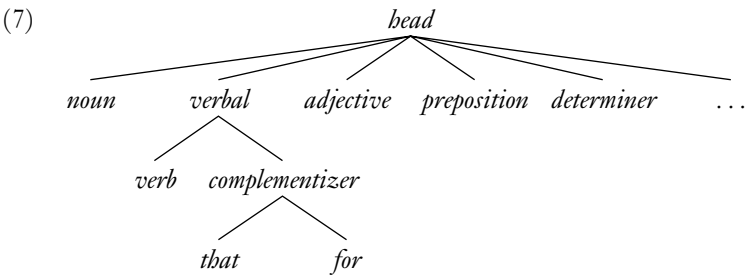 (7) head
noun verbal adjective preposition determiner ...
verb complementizer
that for